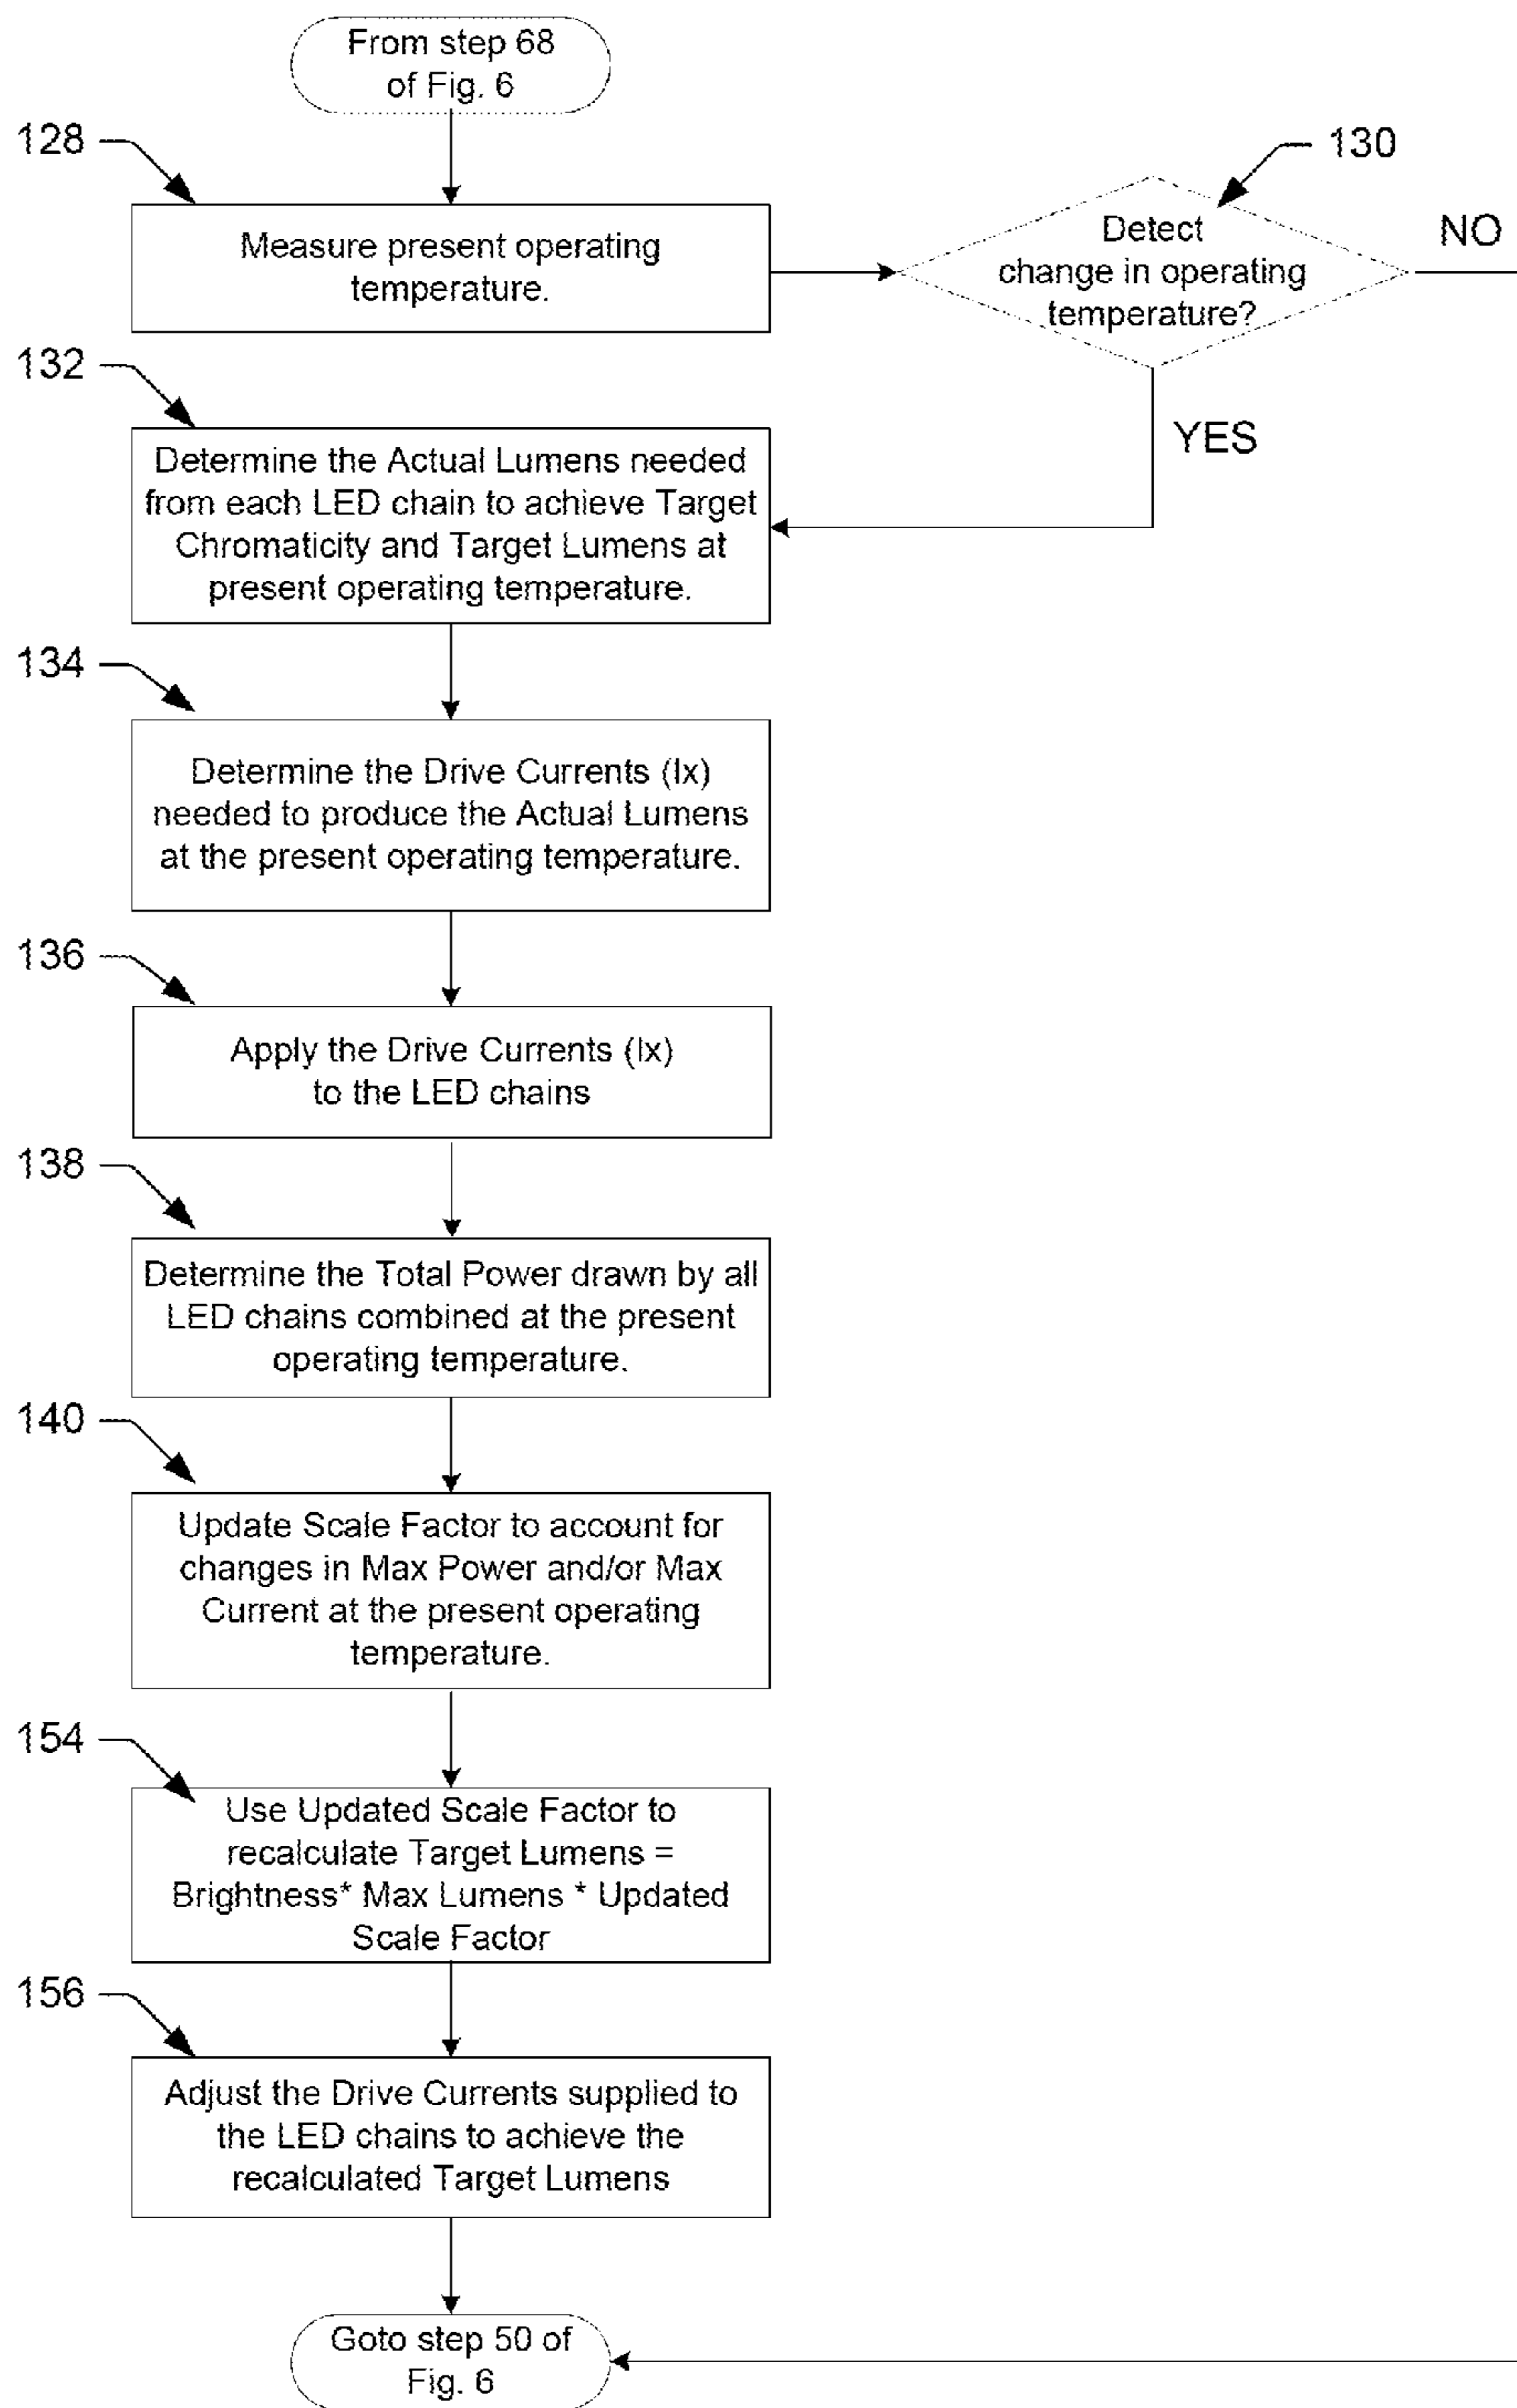 From step 68
of Fig. 6
128
Measure present operating
temperature.
130
Detect
change in operating
temperature?
NO
YES
132
Determine the Actual Lumens needed
from each LED chain to achieve Target
Chromaticity and Target Lumens at
present operating temperature.
134
Determine the Drive Currents (Ix)
needed to produce the Actual Lumens
at the present operating temperature.
136
Apply the Drive Currents (Ix)
to the LED chains
138
Determine the Total Power drawn by all
LED chains combined at the present
operating temperature.
140
Update Scale Factor to account for
changes in Max Power and/or Max
Current at the present operating
temperature.
154
Use Updated Scale Factor to
recalculate Target Lumens =
Brightness* Max Lumens * Updated
Scale Factor
156
Adjust the Drive Currents supplied to
the LED chains to achieve the
recalculated Target Lumens
Goto step 50 of
Fig. 6